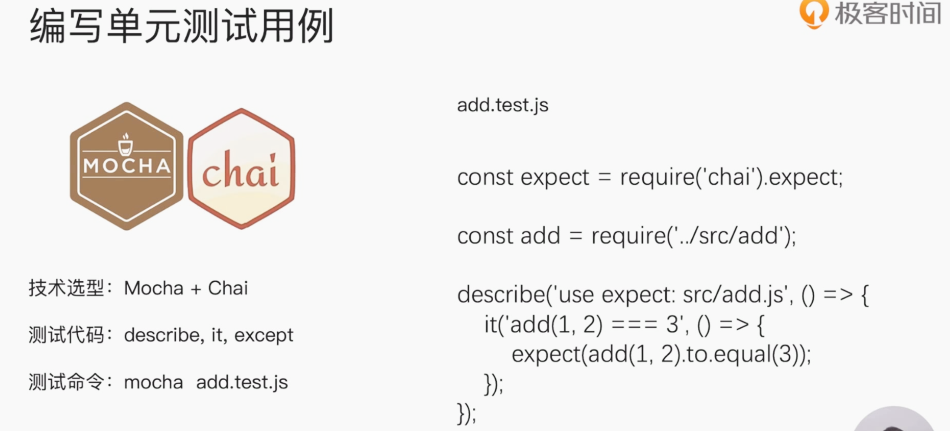 编写单元测试用例
极客时间
MOCHA
chai
技术选型：Mocha + Chai
测试代码：describe, it, except
测试命令：mocha add.test.js
add.test.js
const expect = require('chai').expect;
const add = require('../src/add');
describe('use expect: src/add.js', () => {
it('add(1, 2) === 3', () => {
expect(add(1, 2).to.equal(3));
});
});